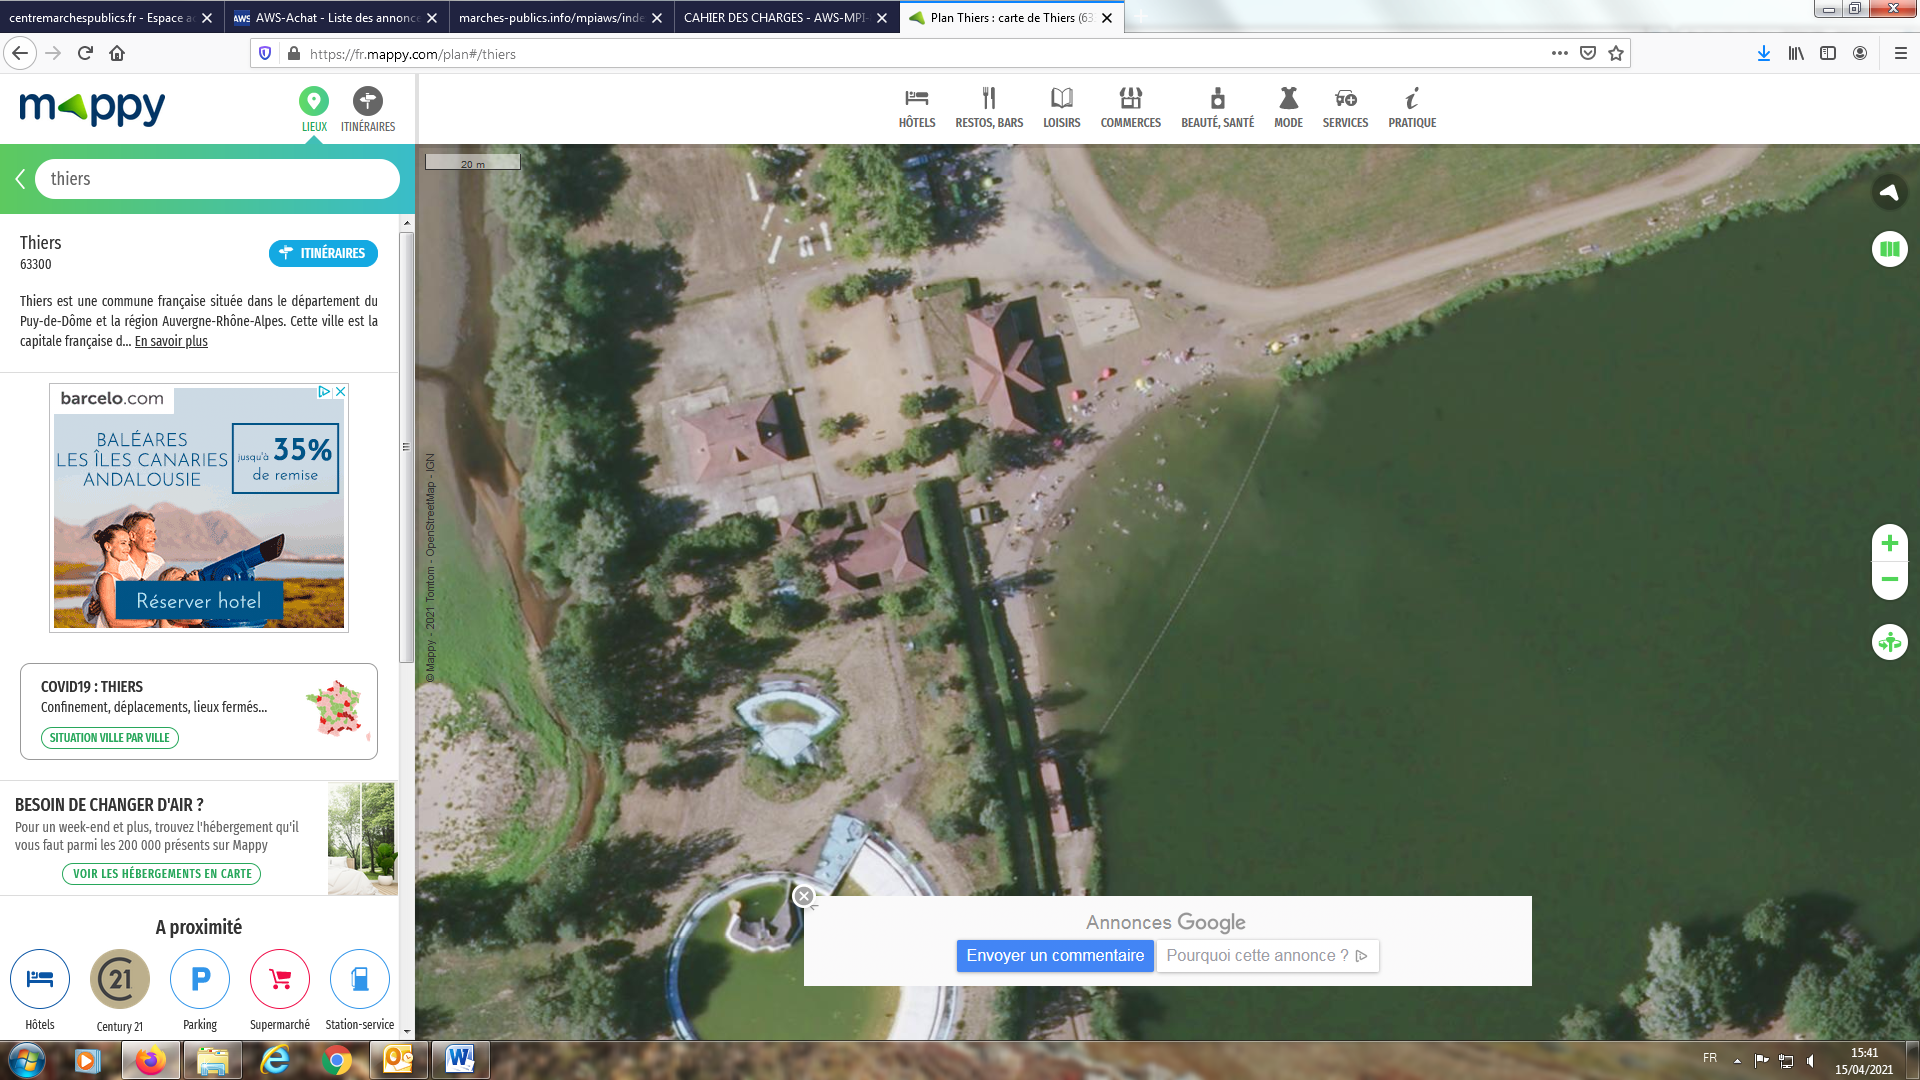 centremarchespublics.fr - Espace ac
AWS-Achat - Liste des annonce
marches-publics.info/mpiaws/inde
CAHIER DES CHARGES - AWS-MPI-
Plan Thiers : carte de Thiers (63
https://fr.mappy.com/plan#/thiers
mappy
LIEUX
ITINÉRAIRES
HÔTELS
RESTOS, BARS
LOISIRS
COMMERCES
BEAUTÉ, SANTÉ
MODE
SERVICES
PRATIQUE
thiers
20 m
Thiers
63300
ITINÉRAIRES
Thiers est une commune française située dans le département du
Puy-de-Dôme et la région Auvergne-Rhône-Alpes. Cette ville est la
capitale française d... En savoir plus
barcelo.com
BALÉARES
LES ÎLES CANARIES
ANDALOUSIE
jusqu'à 35%
de remise
Réserver hotel
© Mappy - 2021 Tomtom - OpenStreetMap - IGN
COVID19 : THIERS
Confinement, déplacements, lieux fermés...
SITUATION VILLE PAR VILLE
BESOIN DE CHANGER D'AIR ?
Pour un week-end et plus, trouvez l'hébergement qu'il
vous faut parmi les 200 000 présents sur Mappy
VOIR LES HÉBERGEMENTS EN CARTE
A proximité
Hôtels
C21
Century 21
P
Parking
Supermarché
Station-service
Annonces Google
Envoyer un commentaire
Pourquoi cette annonce ?
FR
15:41
15/04/2021